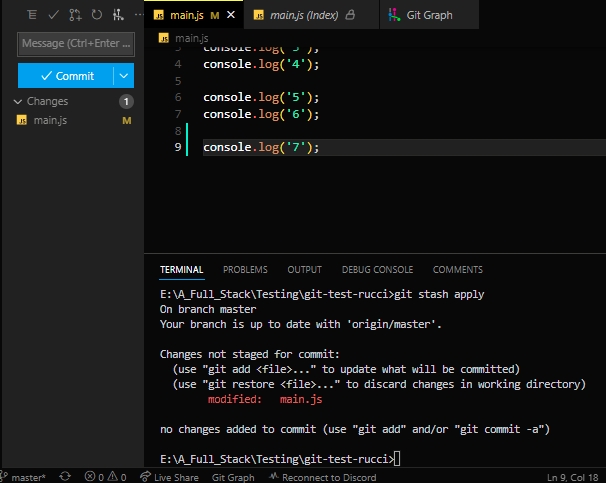 main.js M
main.js (Index)
Git Graph
Message (Ctrl+Enter ...
Commit
Changes 1
main.js M
main.js
3 console.log('3');
4 console.log('4');
5
6 console.log('5');
7 console.log('6');
8
9 console.log('7');
TERMINAL PROBLEMS OUTPUT DEBUG CONSOLE COMMENTS
E:\A_Full_Stack\Testing\git-test-rucci>git stash apply
On branch master
Your branch is up to date with 'origin/master'.
Changes not staged for commit:
(use "git add <file>..." to update what will be committed)
(use "git restore <file>..." to discard changes in working directory)
modified: main.js
no changes added to commit (use "git add" and/or "git commit -a")
E:\A_Full_Stack\Testing\git-test-rucci>
master* 0 0 Live Share Git Graph Reconnect to Discord Ln 9, Col 18